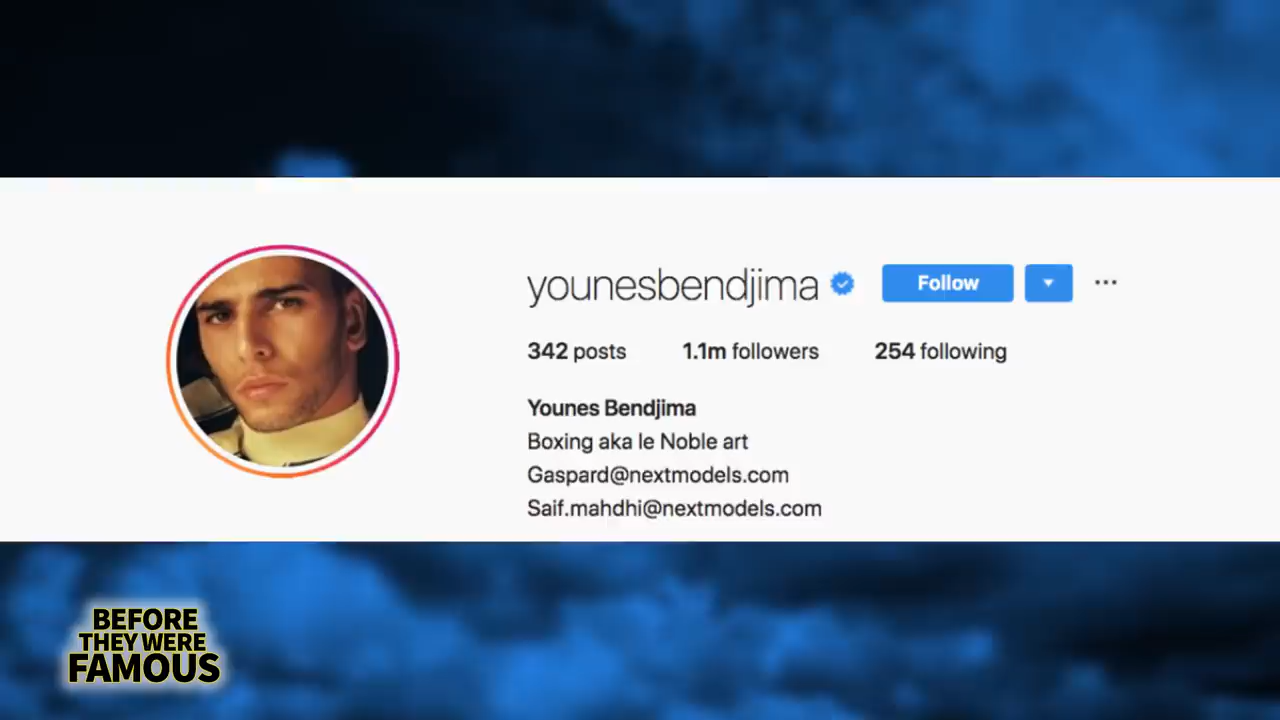 younesbendjima Follow
342 posts 1.1m followers 254 following
Younes Bendjima
Boxing aka le Noble art
Gaspard@nextmodels.com
Saif.mahdhi@nextmodels.com
BEFORE
THEY WERE
FAMOUS